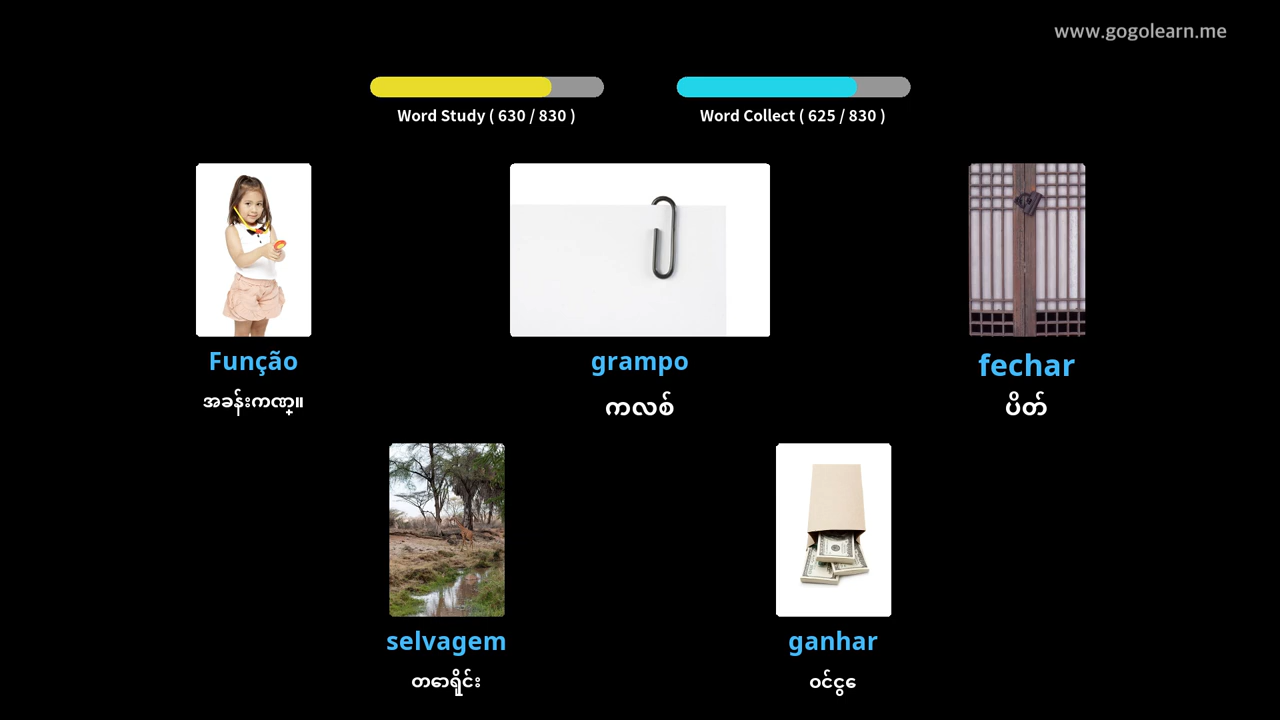 www.gogolearn.me
Word Study ( 630 / 830 )
Word Collect ( 625 / 830 )
Função
အခန်းကဏ္ဍ။
grampo
ကလစ်
fechar
ပိတ်
selvagem
တောရိုင်း
ganhar
ဝင်ငွေ